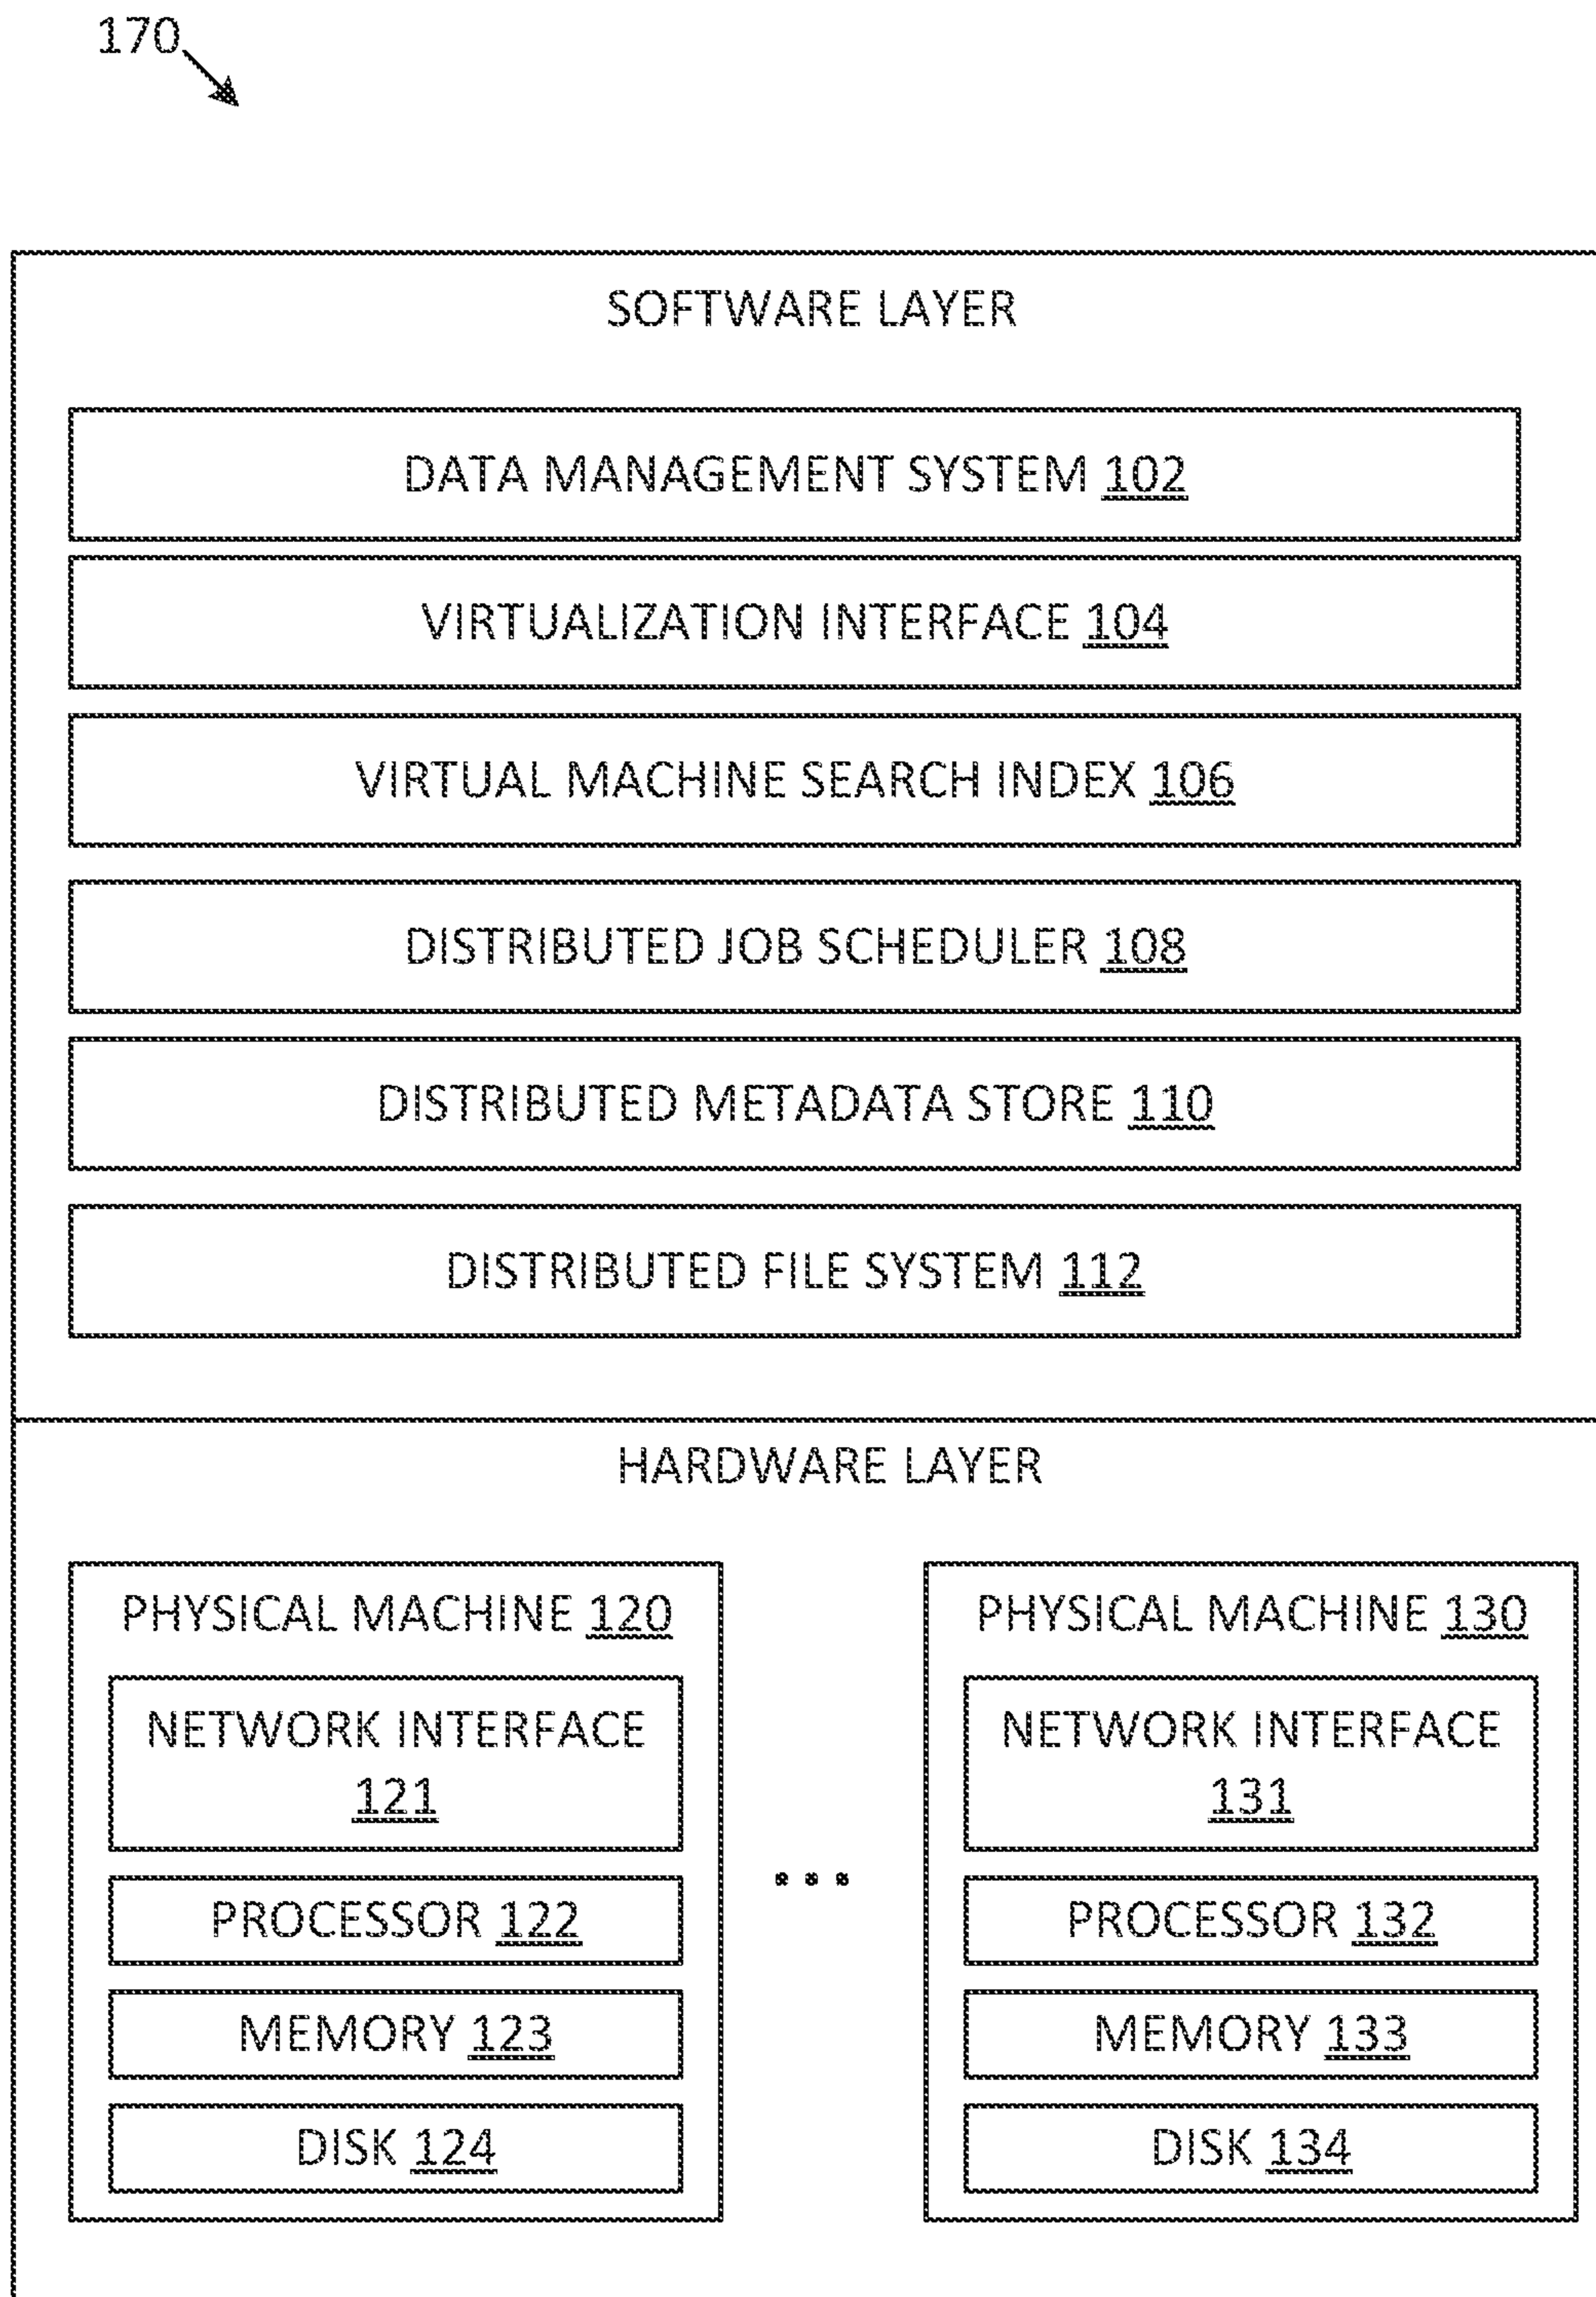 170
SOFTWARE LAYER
DATA MANAGEMENT SYSTEM 102
VIRTUALIZATION INTERFACE 104
VIRTUAL MACHINE SEARCH INDEX 106
DISTRIBUTED JOB SCHEDULER 108
DISTRIBUTED METADATA STORE 110
DISTRIBUTED FILE SYSTEM 112
HARDWARE LAYER
PHYSICAL MACHINE 120
NETWORK INTERFACE
121
PROCESSOR 122
MEMORY 123
DISK 124
...
PHYSICAL MACHINE 130
NETWORK INTERFACE
131
PROCESSOR 132
MEMORY 133
DISK 134